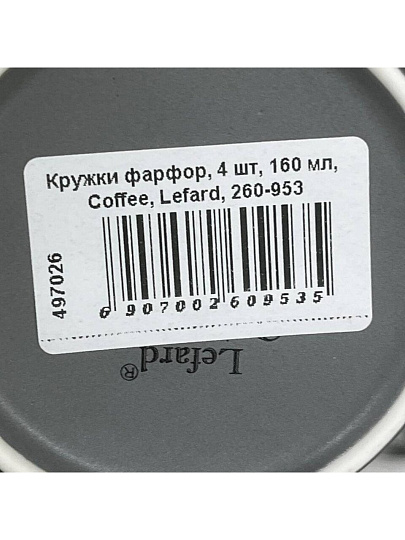 Кружки фарфор, 4 шт, 160 мл,
Coffee, Lefard, 260-953
497026
6 907002 609535
Lefard®